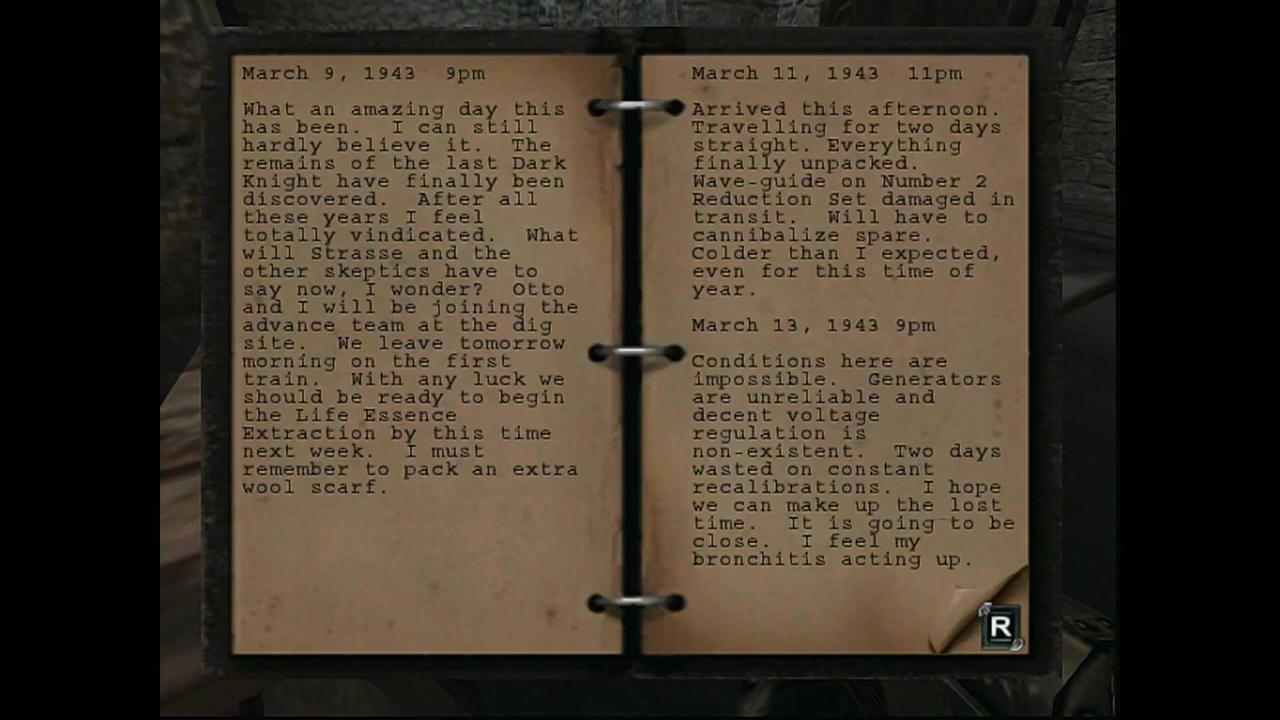 March 9, 1943  9pm
What an amazing day this
has been.  I can still
hardly believe it.  The
remains of the last Dark
Knight have finally been
discovered.  After all
these years I feel
totally vindicated.  What
will Strasse and the
other skeptics have to
say now, I wonder?  Otto
and I will be joining the
advance team at the dig
site.  We leave tomorrow
morning on the first
train.  With any luck we
should be ready to begin
the Life Essence
Extraction by this time
next week.  I must
remember to pack an extra
wool scarf.
March 11, 1943  11pm
Arrived this afternoon.
Travelling for two days
straight. Everything
finally unpacked.
Wave-guide on Number 2
Reduction Set damaged in
transit.  Will have to
cannibalize spare.
Colder than I expected,
even for this time of
year.
March 13, 1943 9pm
Conditions here are
impossible.  Generators
are unreliable and
decent voltage
regulation is
non-existent.  Two days
wasted on constant
recalibrations.  I hope
we can make up the lost
time.  It is going to be
close.  I feel my
bronchitis acting up.
R